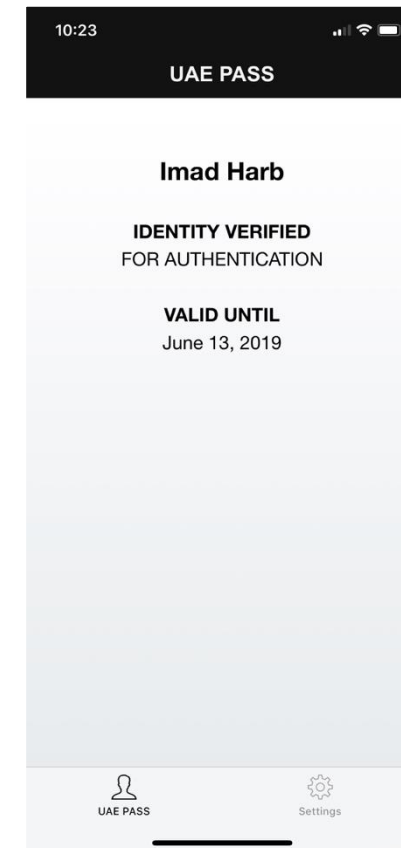 10:23
UAE PASS
Imad Harb
IDENTITY VERIFIED
FOR AUTHENTICATION
VALID UNTIL
June 13, 2019
UAE PASS
Settings